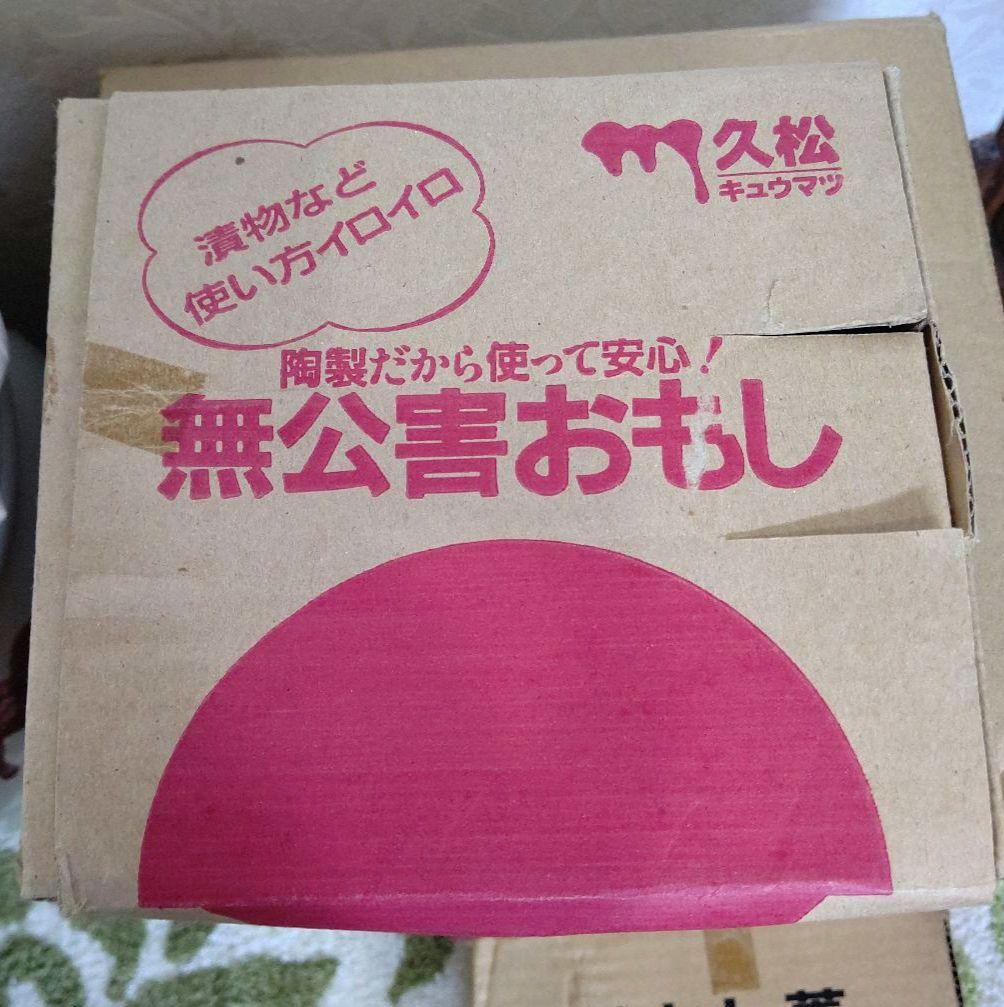 漬物など
使い方イロイロ
久松
キュウマツ
陶製だから使って安心!
無公害おもし